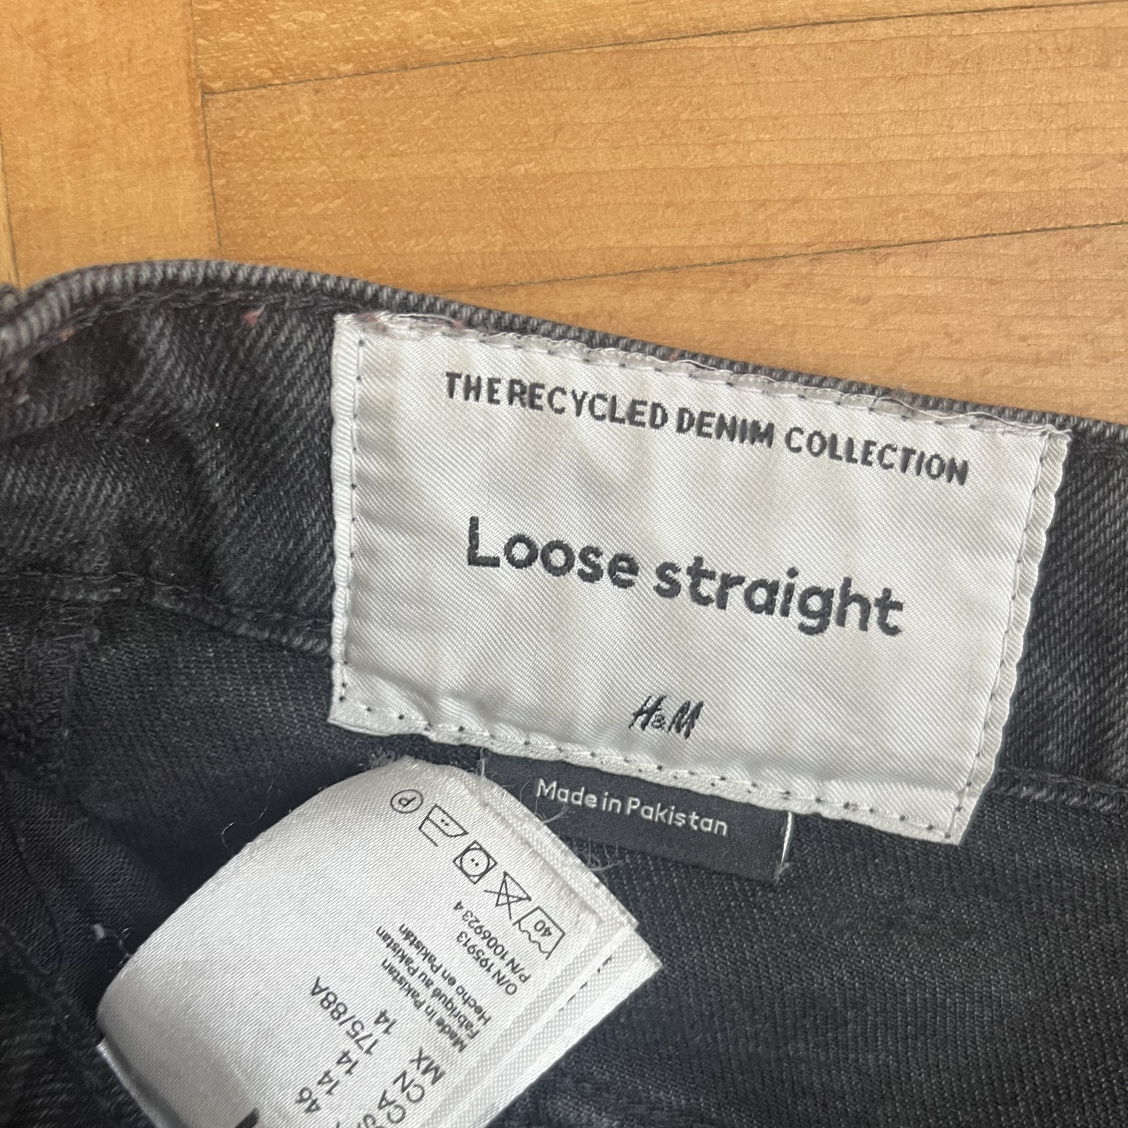 THE RECYCLED DENIM COLLECTION
Loose straight
H&M
Made in Pakistan
P
40
O/N 195913
P/N 1006923 4
Made in Pakistan
Fabriqué au Pakistan
Hecho en Pakistán
46
14
CA 14
CN 175/88A
MX 14